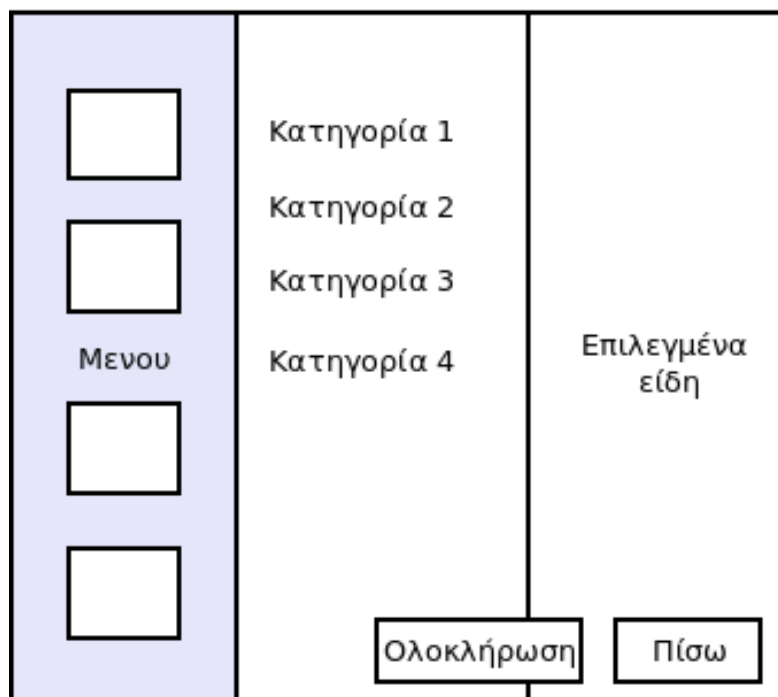 Μενου
Κατηγορία 1
Κατηγορία 2
Κατηγορία 3
Κατηγορία 4
Επιλεγμένα
είδη
Ολοκλήρωση
Πίσω